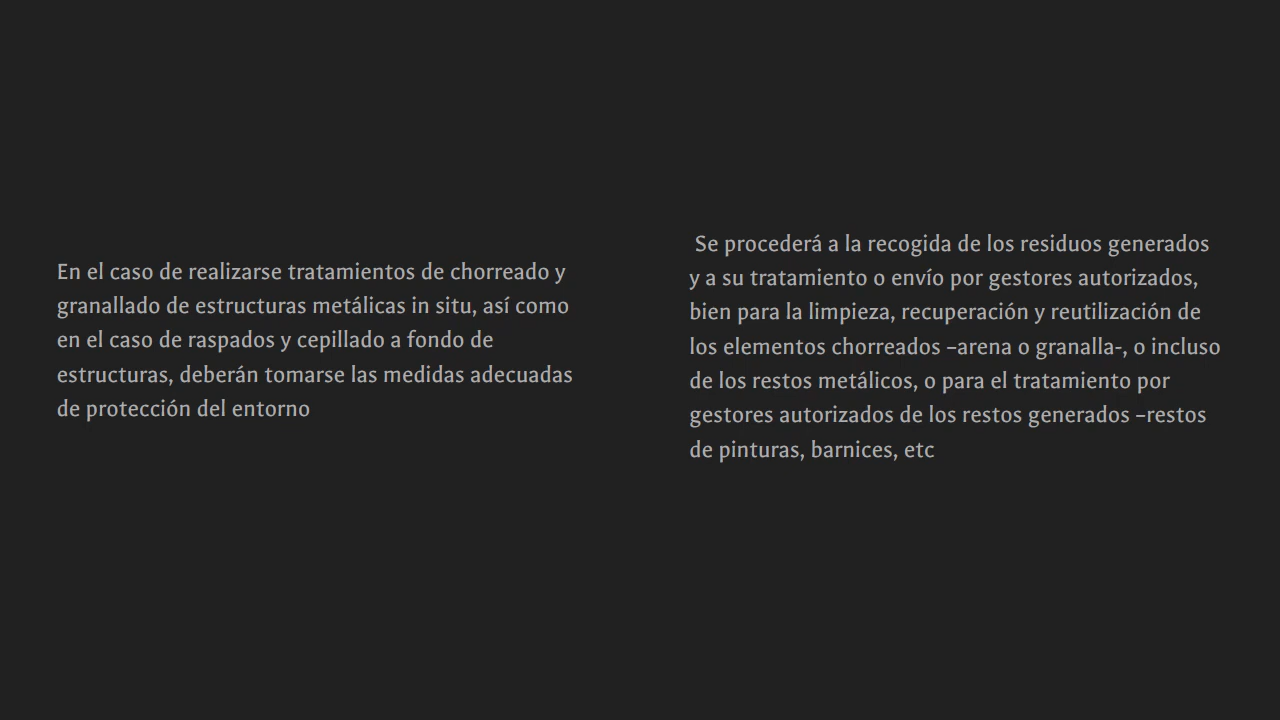 En el caso de realizarse tratamientos de chorreado y
granallado de estructuras metálicas in situ, así como
en el caso de raspados y cepillado a fondo de
estructuras, deberán tomarse las medidas adecuadas
de protección del entorno
Se procederá a la recogida de los residuos generados
y a su tratamiento o envío por gestores autorizados,
bien para la limpieza, recuperación y reutilización de
los elementos chorreados –arena o granalla-, o incluso
de los restos metálicos, o para el tratamiento por
gestores autorizados de los restos generados –restos
de pinturas, barnices, etc